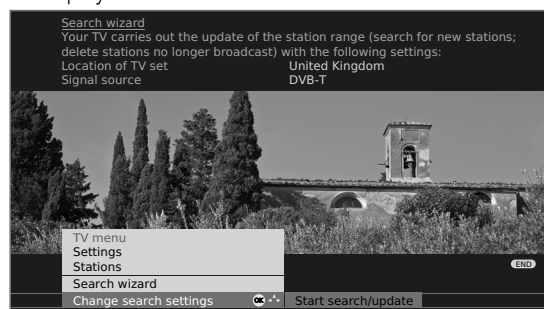 Search wizard
Your TV carries out the update of the station range (search for new stations;
delete stations no longer broadcast) with the following settings:
Location of TV set United Kingdom
Signal source DVB-T
TV menu
Settings
Stations
END
Search wizard
Change search settings OK Start search/update